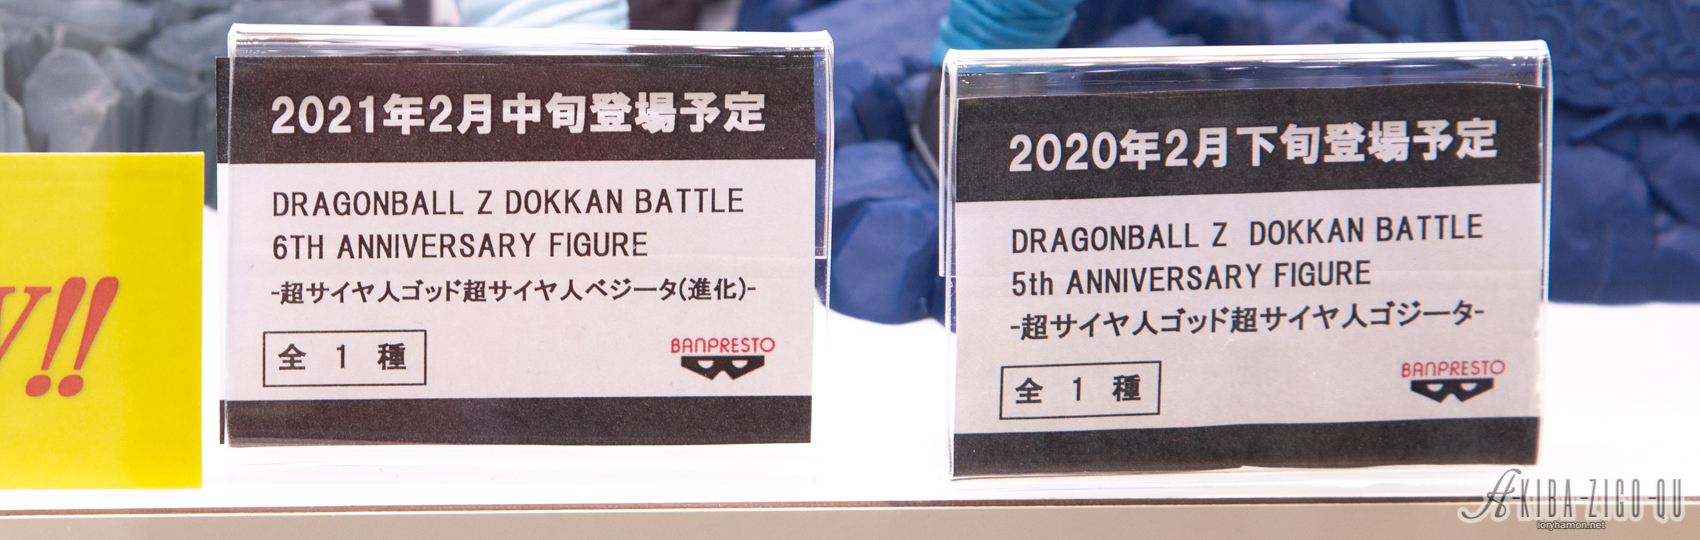 2021年2月中旬登場予定
DRAGONBALL Z DOKKAN BATTLE
6TH ANNIVERSARY FIGURE
-超サイヤ人ゴッド超サイヤ人ベジータ(進化)-
全 1 種
BANPRESTO
2020年2月下旬登場予定
DRAGONBALL Z DOKKAN BATTLE
5th ANNIVERSARY FIGURE
-超サイヤ人ゴッド超サイヤ人ゴジータ-
全 1 種
BANPRESTO
A-KIBA-ZIGO-QU
ioryhamon.net